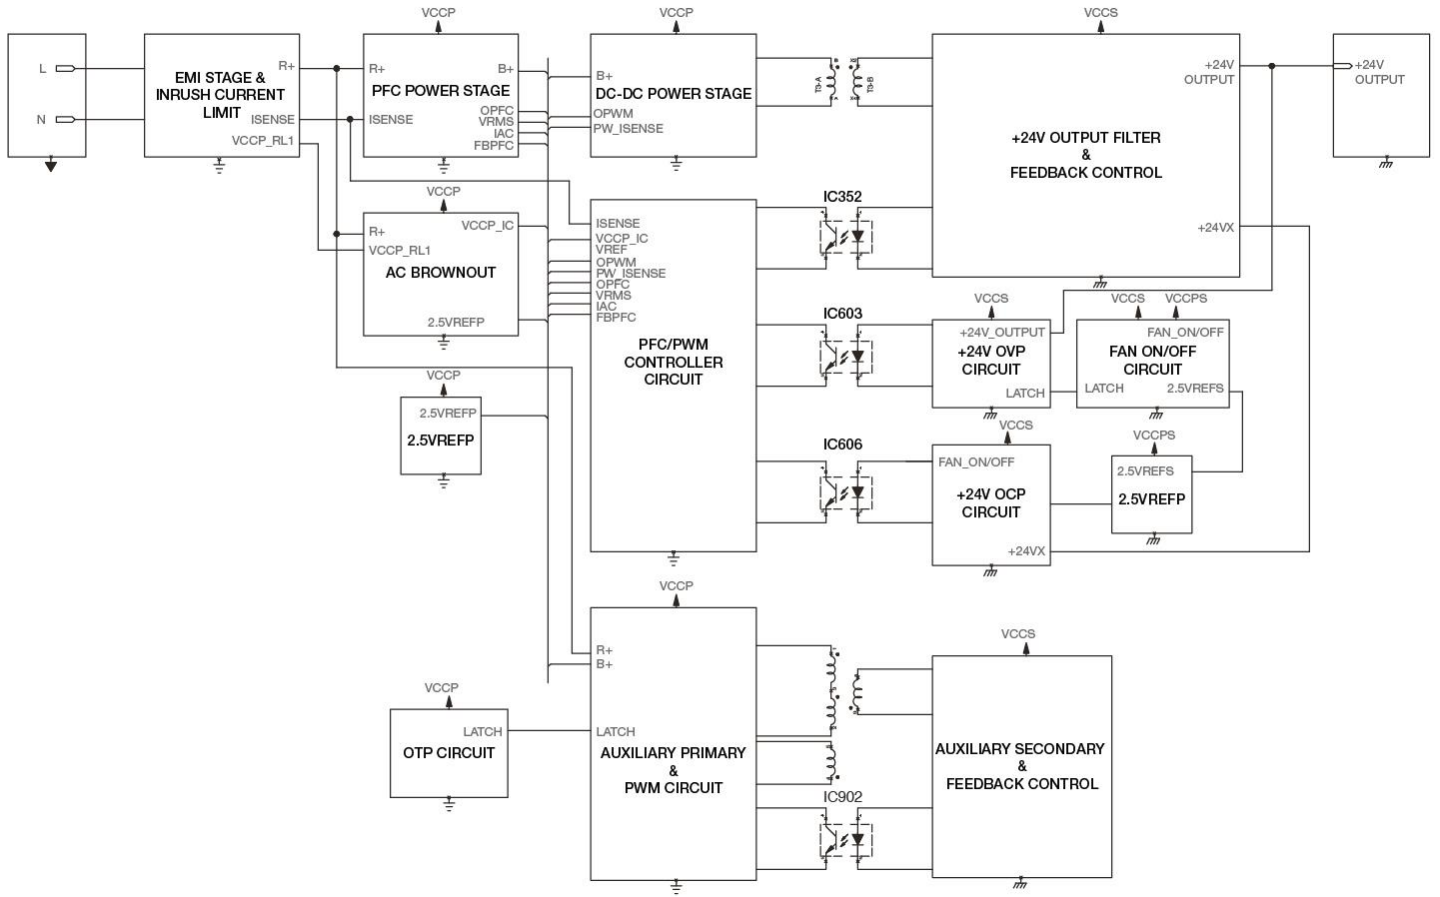 VCCP
VCCP
VCCS
L
N
EMI STAGE &
INRUSH CURRENT
LIMIT
R+
ISENSE
VCCP_RL1
R+
ISENSE
PFC POWER STAGE
B+
OPFC
VRMS
IAC
FBPFC
B+
DC-DC POWER STAGE
OPWM
PW_ISENSE
T3-A
T3-B
+24V OUTPUT FILTER
&
FEEDBACK CONTROL
+24V
OUTPUT
+24VX
+24V
OUTPUT
VCCP
R+
VCCP_RL1
VCCP_IC
AC BROWNOUT
2.5VREFP
ISENSE
VCCP_IC
VREF
OPWM
PW_ISENSE
OPFC
VRMS
IAC
FBPFC
PFC/PWM
CONTROLLER
CIRCUIT
IC352
IC603
IC606
VCCS
+24V_OUTPUT
+24V OVP
CIRCUIT
LATCH
VCCS
VCCPS
FAN_ON/OFF
FAN ON/OFF
CIRCUIT
LATCH
2.5VREFS
VCCP
2.5VREFP
2.5VREFP
VCCS
FAN_ON/OFF
+24V OCP
CIRCUIT
+24VX
VCCPS
2.5VREFS
2.5VREFP
VCCP
R+
B+
LATCH
AUXILIARY PRIMARY
&
PWM CIRCUIT
VCCP
LATCH
OTP CIRCUIT
IC902
VCCS
AUXILIARY SECONDARY
&
FEEDBACK CONTROL